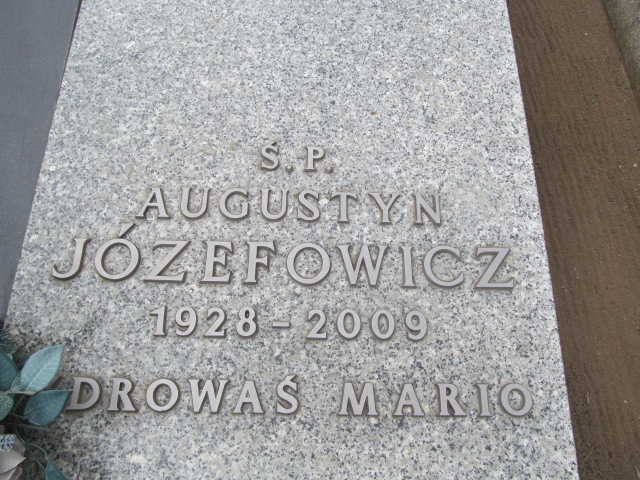 Ś.P.
AUGUSTYN
JÓZEFOWICZ
1928 - 2009
DROWAŚ MARIO